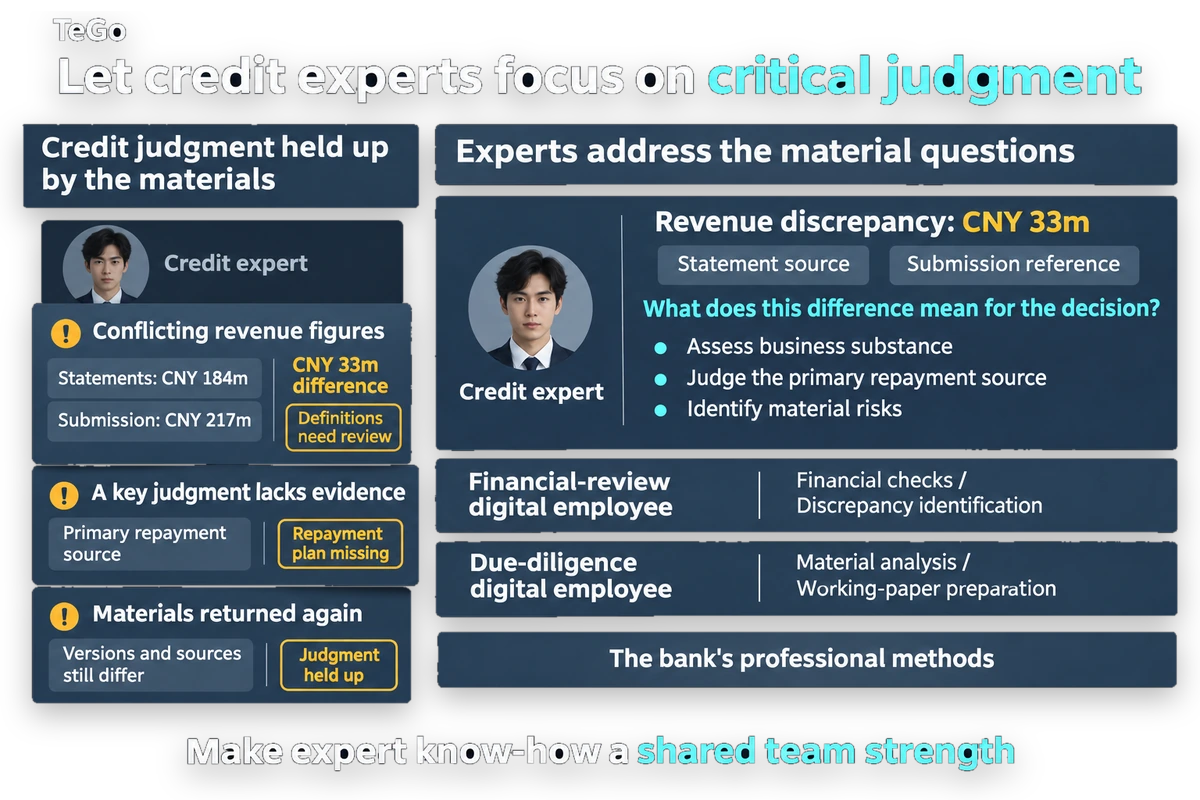 TeGo
Let credit experts focus on critical judgment
Credit judgment held up
by the materials
Credit expert
Conflicting revenue figures
Statements: CNY 184m
Submission: CNY 217m
CNY 33m
difference
Definitions
need review
A key judgment lacks evidence
Primary repayment
source
Repayment
plan missing
Materials returned again
Versions and sources
still differ
Judgment
held up
Experts address the material questions
Credit expert
Revenue discrepancy: CNY 33m
Statement source
Submission reference
What does this difference mean for the decision?
Assess business substance
Judge the primary repayment source
Identify material risks
Financial-review
digital employee
Financial checks /
Discrepancy identification
Due-diligence
digital employee
Material analysis /
Working-paper preparation
The bank's professional methods
Make expert know-how a shared team strength